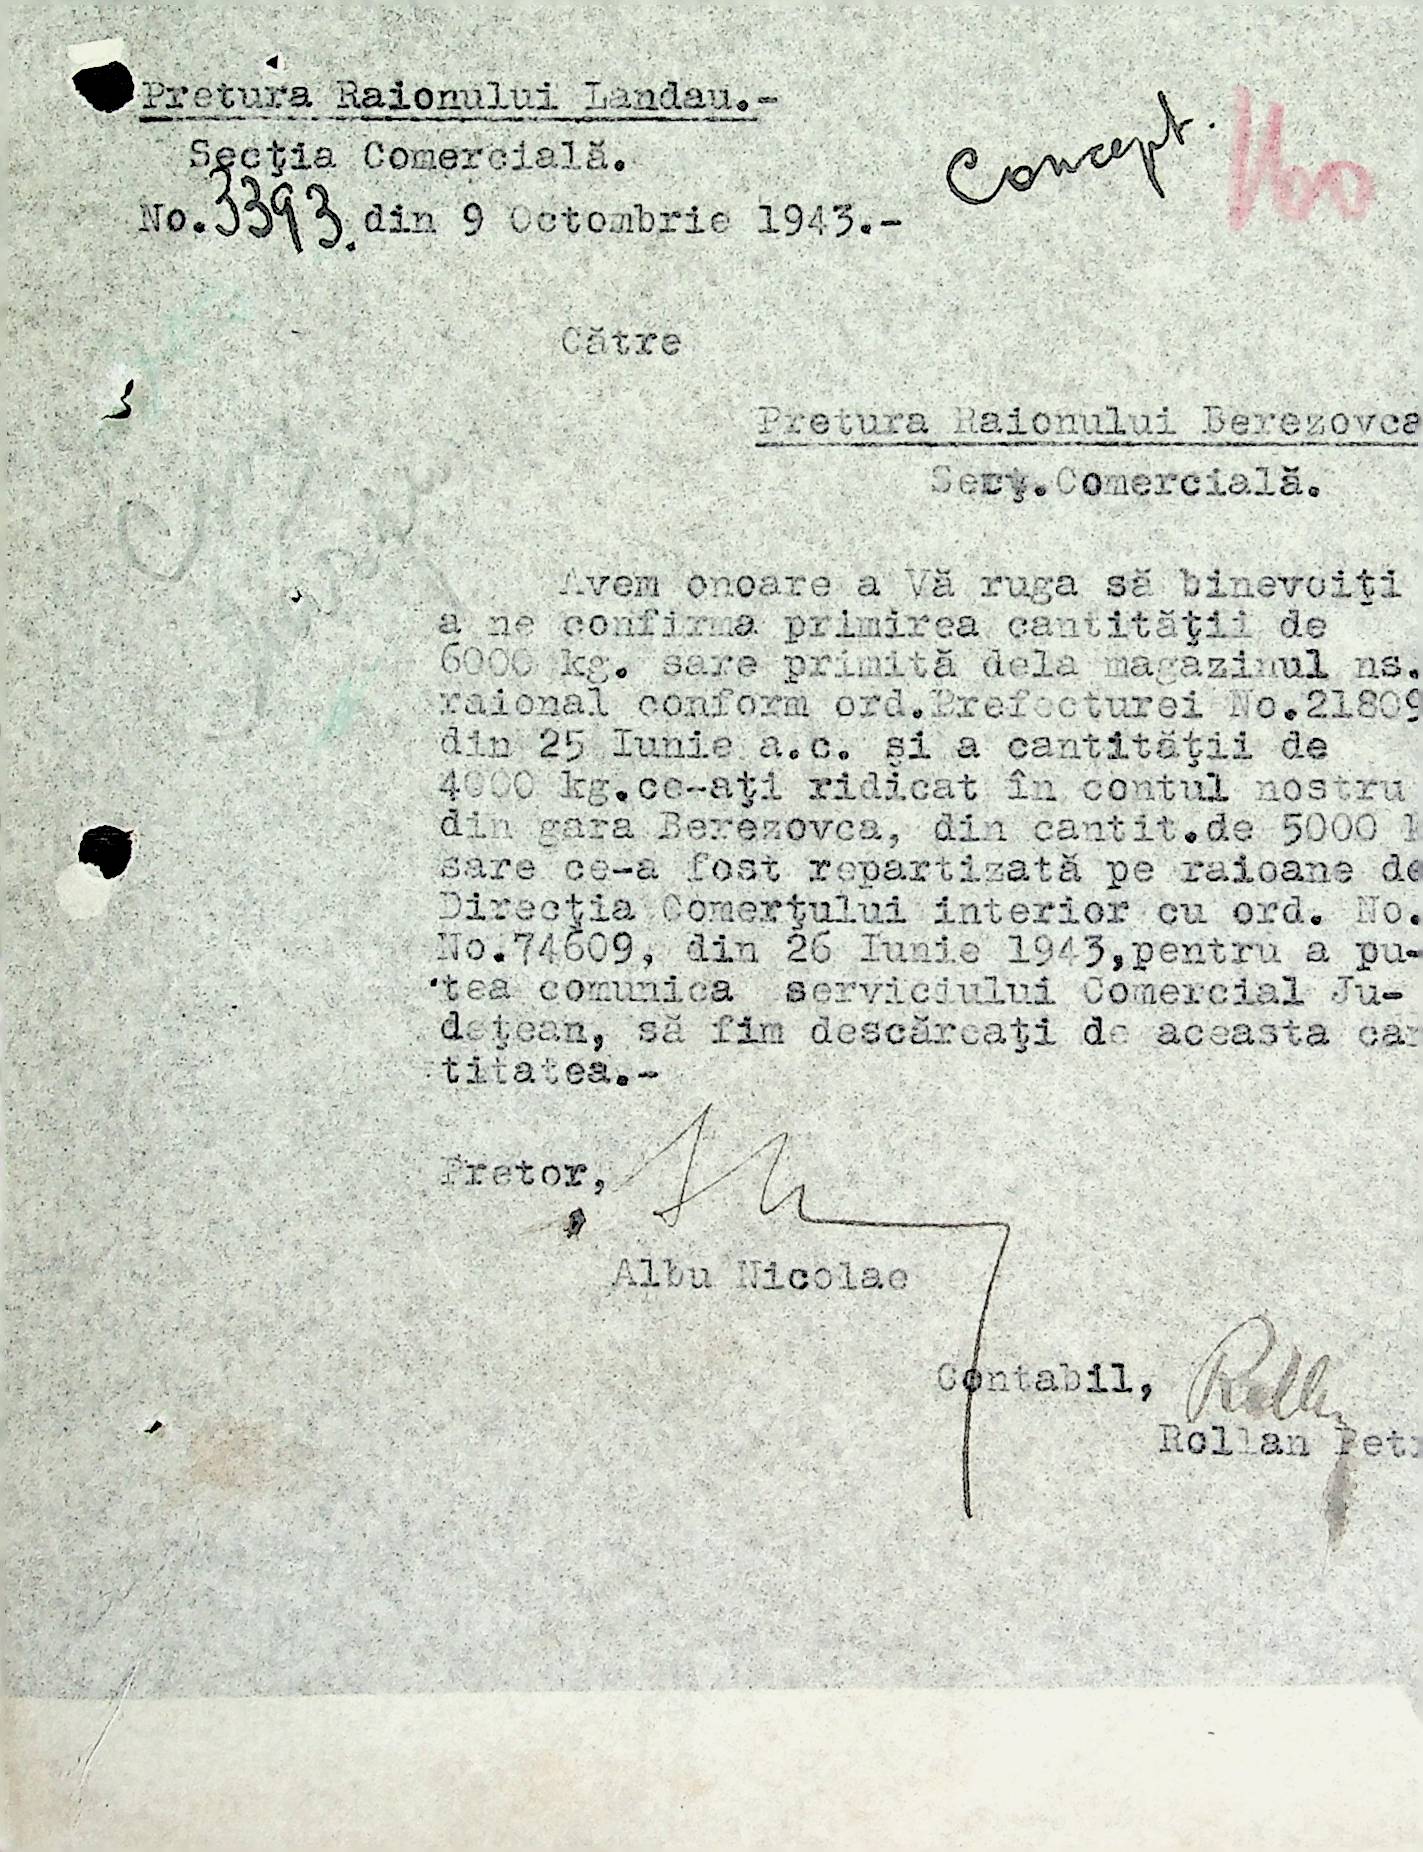 Pretura Raionului Landau.-
Concept.
Secţia Comercială.
No.3393. din 9 Octombrie 1943.-
Către
Pretura Raionului Berezovca
Secţ.Comercială.
Avem onoare a Vă ruga să binevoiţi
a ne confirma primirea cantităţii de
6000 kg. sare primită dela magazinul ns.
raional conform ord.Prefecturei No.21809
din 25 Iunie a.c. şi a cantităţii de
4000 kg.ce-aţi ridicat în contul nostru
din gara Berezovca, din cantit.de 5000
sare ce-a fost repartizată pe raioane de
Direcţia Comerţului interior cu ord. No.
No.74609, din 26 Iunie 1943,pentru a pu-
tea comunica serviciului Comercial Ju-
deţean, să fim descărcaţi de aceasta can
titatea.-
Pretor,
Albu Nicolae
Contabil,
Rollan Petr